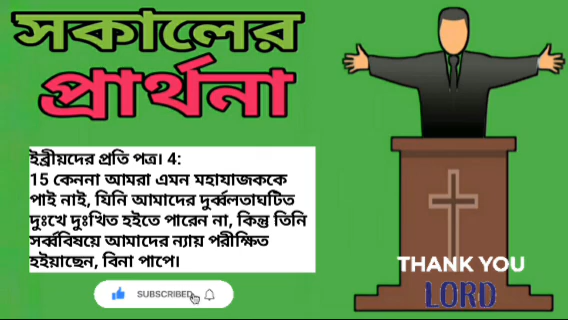 সকালের
প্রার্থনা
ইব্রীয়দের প্রতি পত্র। 4:
15 কেননা আমরা এমন মহাযাজককে
পাই নাই, যিনি আমাদের দুর্ব্বলতাঘটিত
দুঃখে দুঃখিত হইতে পারেন না, কিন্তু তিনি
সর্ব্ববিষয়ে আমাদের ন্যায় পরীক্ষিত
হইয়াছেন, বিনা পাপে।
SUBSCRIBED
THANK YOU
LORD